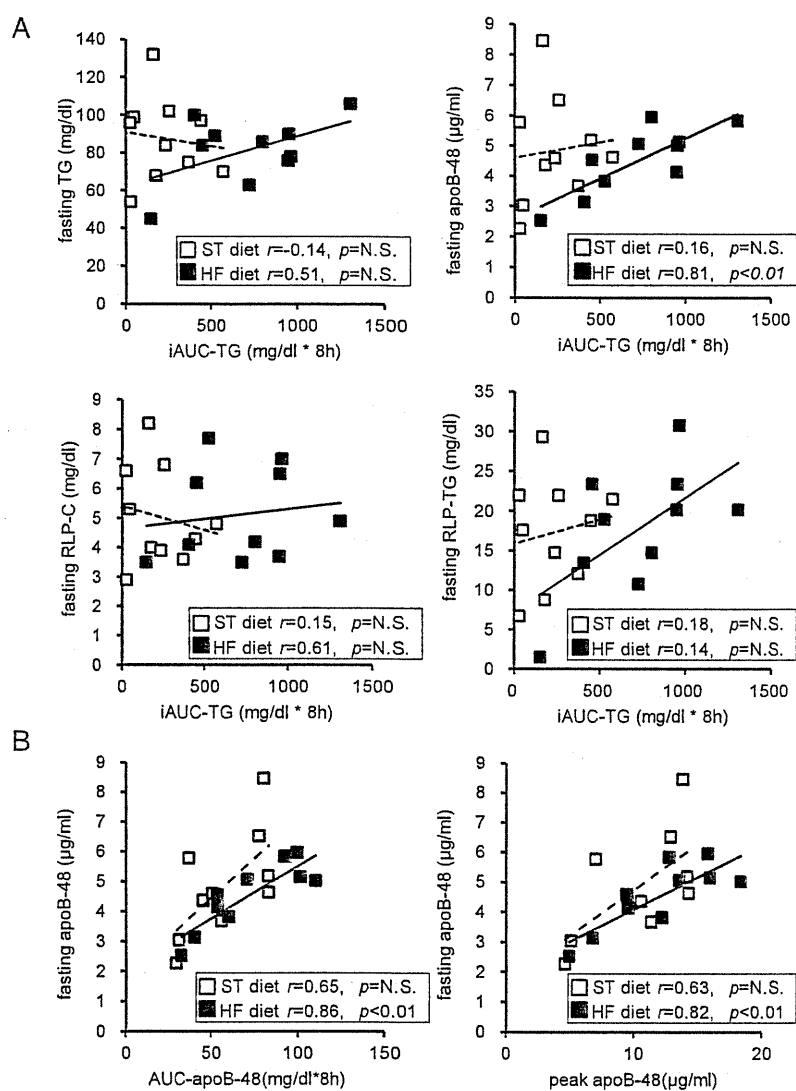 A
fasting TG (mg/dl)
140
120
100
80
60
40
20
0
0 500 1000 1500
iAUC-TG (mg/dl * 8h)
ST diet r=-0.14, p=N.S.
HF diet r=0.51, p=N.S.
fasting apoB-48 (µg/ml)
9
8
7
6
5
4
3
2
1
0
0 500 1000 1500
iAUC-TG (mg/dl * 8h)
ST diet r=0.16, p=N.S.
HF diet r=0.81, p<0.01
fasting RLP-C (mg/dl)
9
8
7
6
5
4
3
2
1
0
0 500 1000 1500
iAUC-TG (mg/dl * 8h)
ST diet r=0.15, p=N.S.
HF diet r=0.61, p=N.S.
fasting RLP-TG (mg/dl)
35
30
25
20
15
10
5
0
0 500 1000 1500
iAUC-TG (mg/dl * 8h)
ST diet r=0.18, p=N.S.
HF diet r=0.14, p=N.S.
B
fasting apoB-48 (µg/ml)
9
8
7
6
5
4
3
2
1
0
0 50 100 150
AUC-apoB-48(mg/dl*8h)
ST diet r=0.65, p=N.S.
HF diet r=0.86, p<0.01
fasting apoB-48 (µg/ml)
9
8
7
6
5
4
3
2
1
0
0 10 20
peak apoB-48(µg/ml)
ST diet r=0.63, p=N.S.
HF diet r=0.82, p<0.01